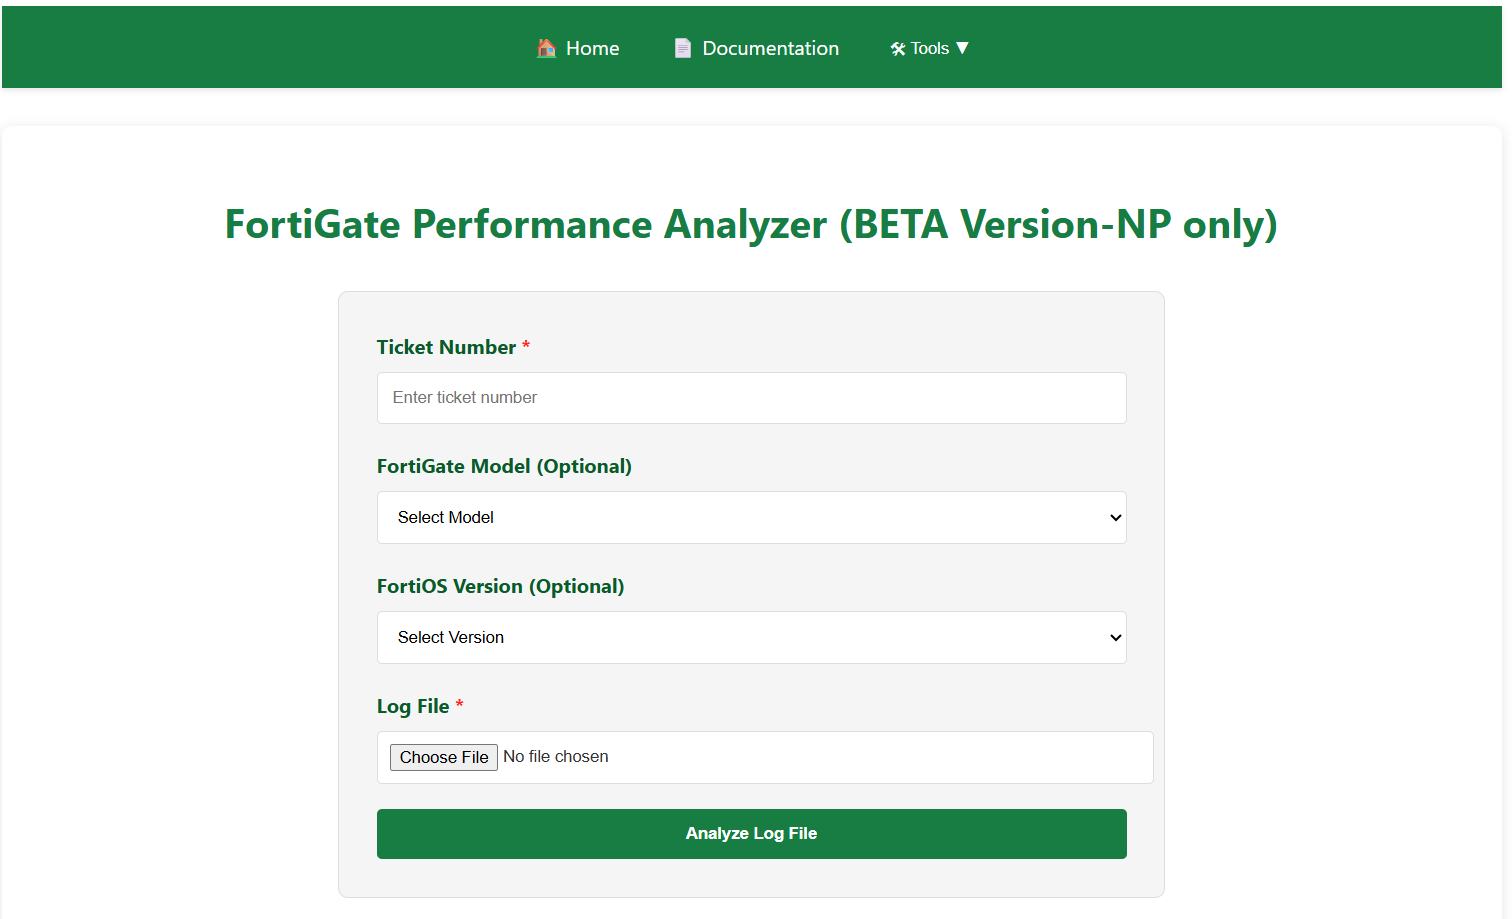 Home Documentation Tools ▼
FortiGate Performance Analyzer (BETA Version-NP only)
Ticket Number *
Enter ticket number
FortiGate Model (Optional)
Select Model
FortiOS Version (Optional)
Select Version
Log File *
Choose File No file chosen
Analyze Log File